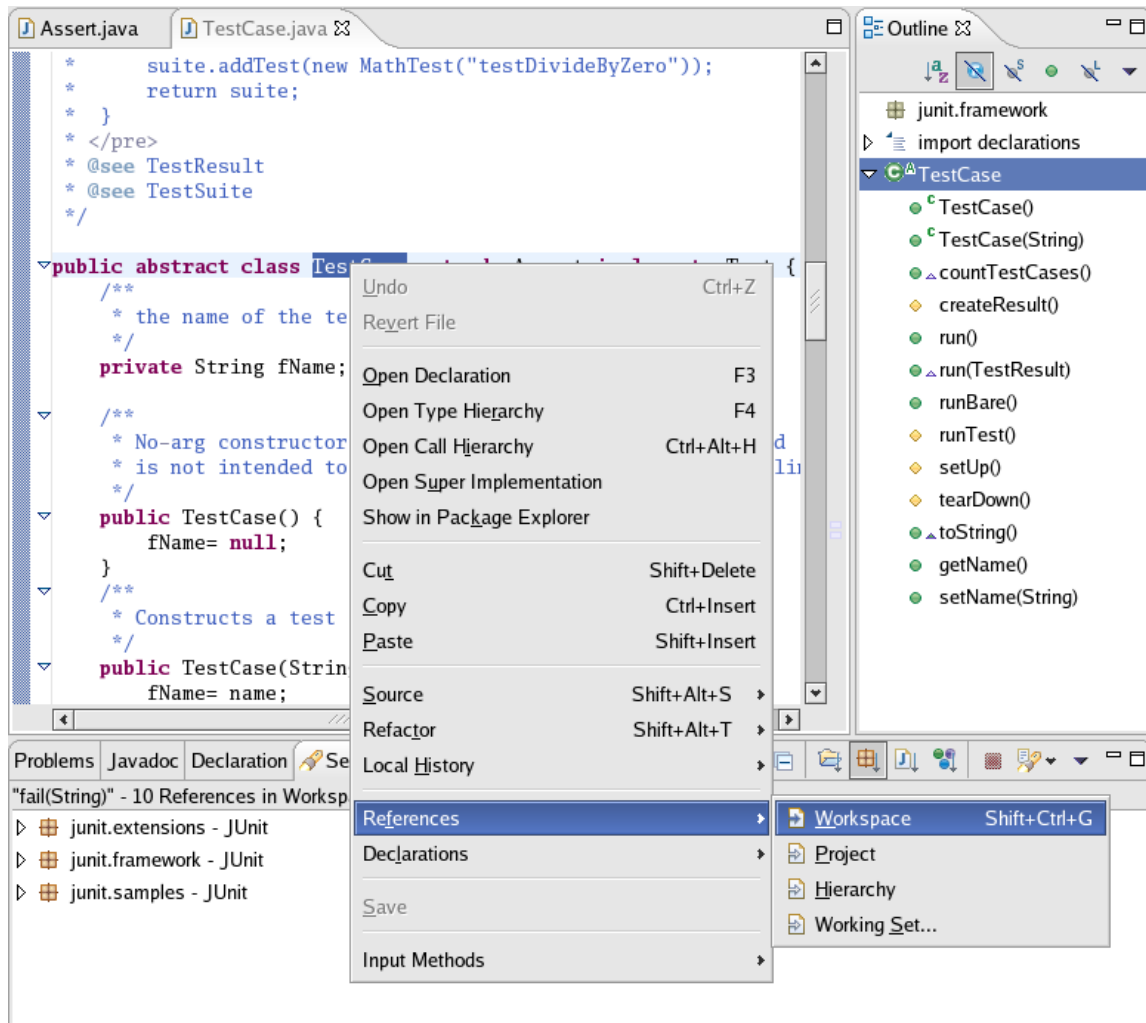 Assert.java
TestCase.java
* suite.addTest(new MathTest("testDivideByZero"));
* return suite;
* }
* </pre>
* @see TestResult
* @see TestSuite
*/
public abstract class {
/**
* the name of the te
*/
private String fName;
/**
* No-arg constructor d
* is not intended to
*/
public TestCase() {
fName= null;
}
/**
* Constructs a test
*/
public TestCase(Strin
fName= name;
Undo Ctrl+Z
Revert File
Open Declaration F3
Open Type Hierarchy F4
Open Call Hierarchy Ctrl+Alt+H
Open Super Implementation
Show in Package Explorer
Cut Shift+Delete
Copy Ctrl+Insert
Paste Shift+Insert
Source Shift+Alt+S
Refactor Shift+Alt+T
Local History
References
Declarations
Save
Input Methods
Workspace Shift+Ctrl+G
Project
Hierarchy
Working Set...
Outline
junit.framework
import declarations
TestCase
TestCase()
TestCase(String)
countTestCases()
createResult()
run()
run(TestResult)
runBare()
runTest()
setUp()
tearDown()
toString()
getName()
setName(String)
Problems Javadoc Declaration Se
"fail(String)" - 10 References in Worksp
junit.extensions - JUnit
junit.framework - JUnit
junit.samples - JUnit